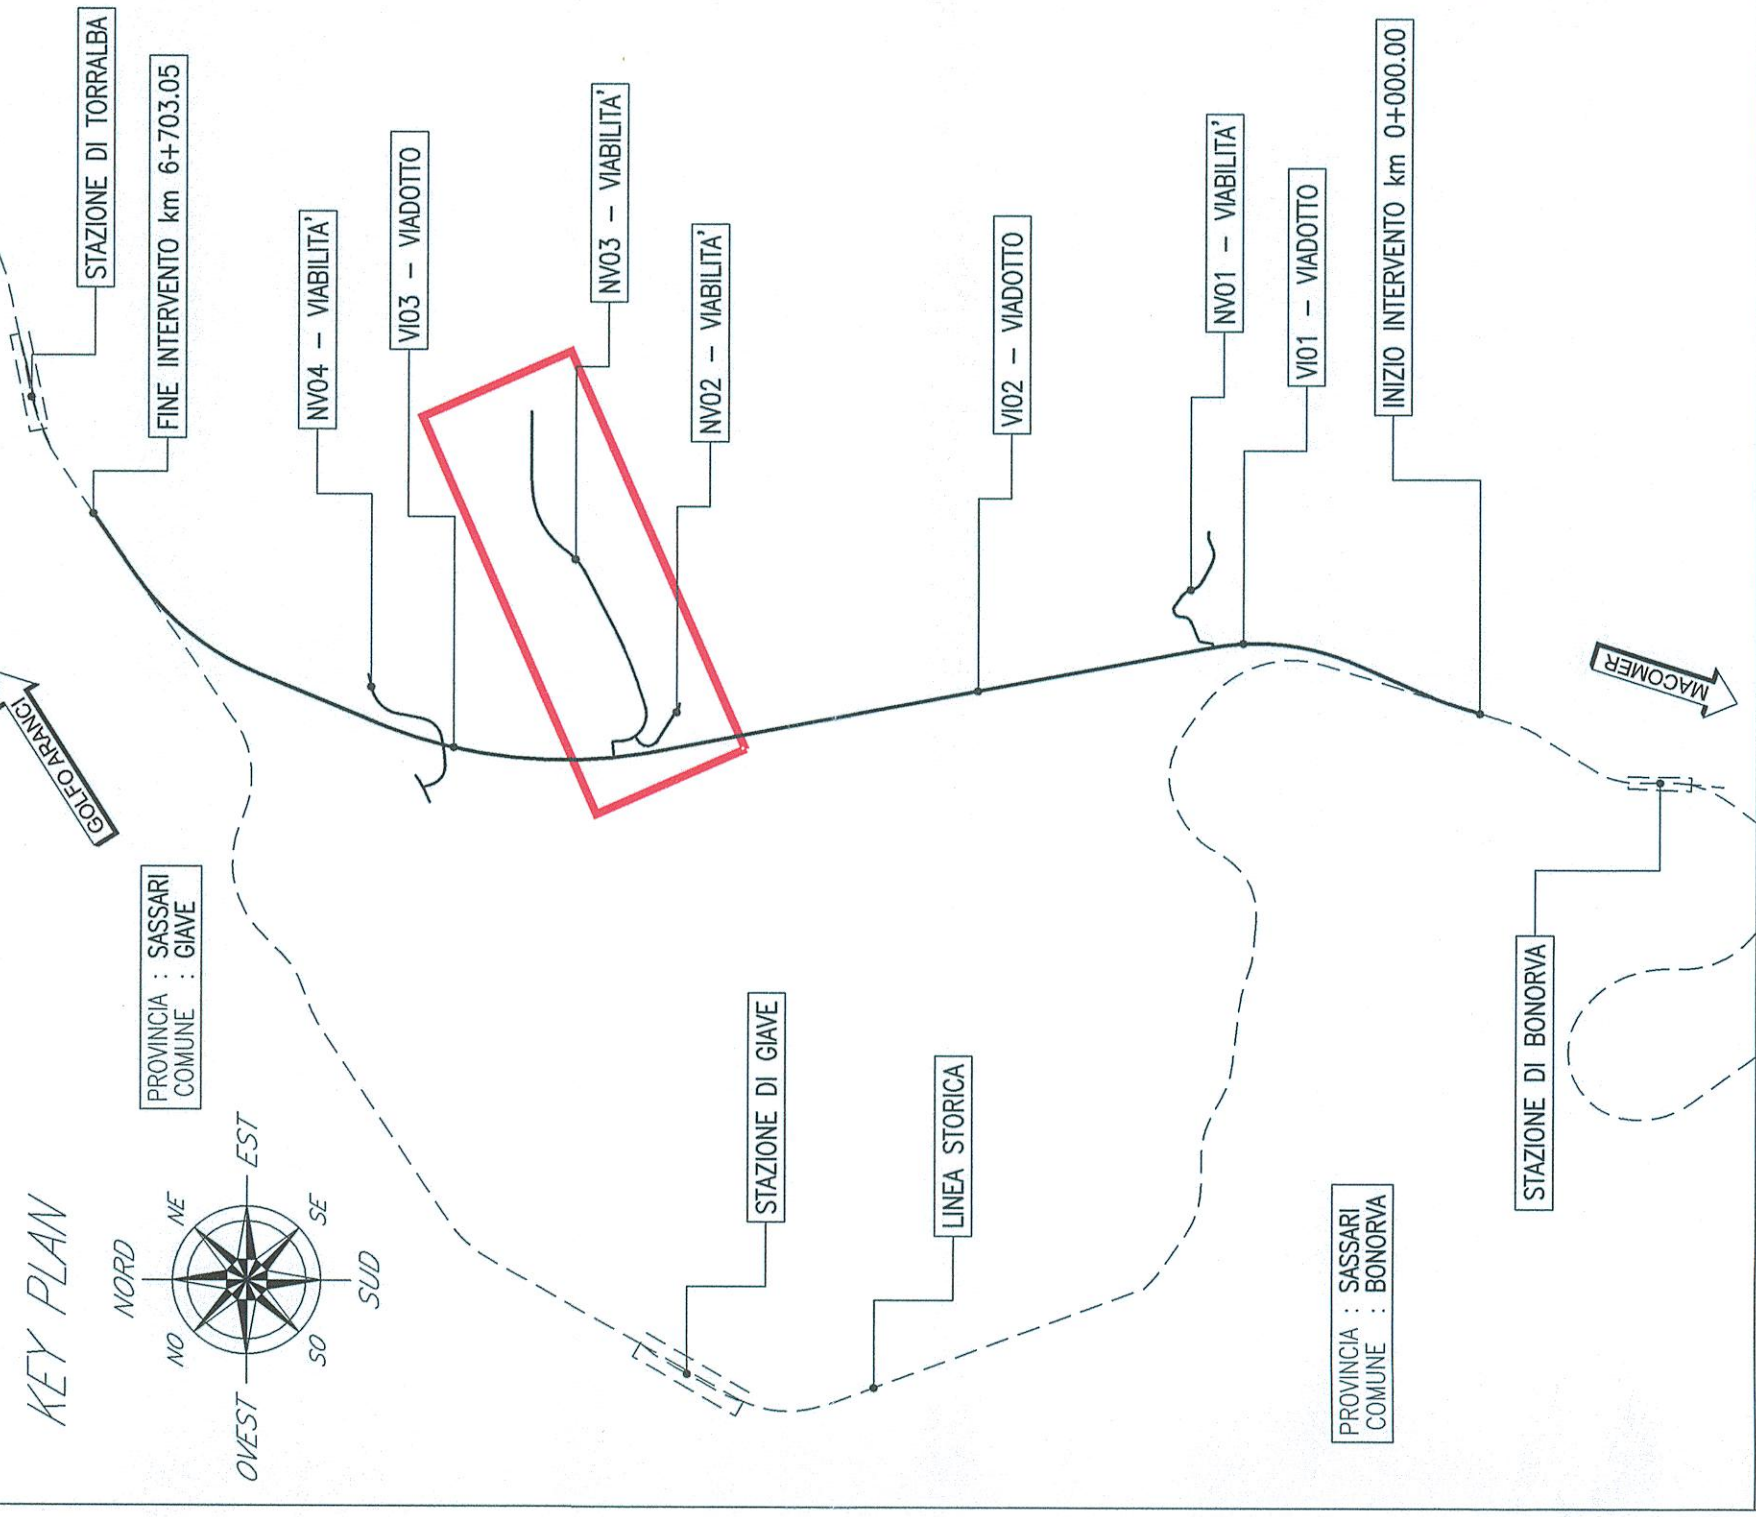 KEY PLAN
NORD
NE
EST
SE
SUD
SO
OVEST
NO
PROVINCIA : SASSARI
COMUNE : GIAVE
GOLFO ARANCI
STAZIONE DI TORRALBA
FINE INTERVENTO km 6+703.05
NV04 – VIABILITA'
VI03 – VIADOTTO
NV03 – VIABILITA'
NV02 – VIABILITA'
VI02 – VIADOTTO
NV01 – VIABILITA'
VI01 – VIADOTTO
INIZIO INTERVENTO km 0+000.00
MACOMER
STAZIONE DI GIAVE
LINEA STORICA
STAZIONE DI BONORVA
PROVINCIA : SASSARI
COMUNE : BONORVA